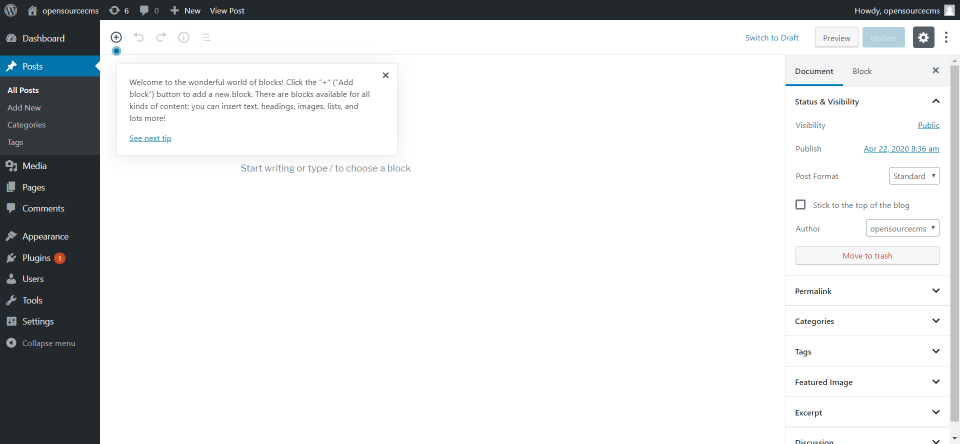 opensourcecms
6
0
New
View Post
Howdy, opensourcecms
Dashboard
Posts
All Posts
Add New
Categories
Tags
Media
Pages
Comments
Appearance
Plugins 1
Users
Tools
Settings
Collapse menu
Switch to Draft
Preview
Update
Welcome to the wonderful world of blocks! Click the "+" ("Add
block") button to add a new block. There are blocks available for all
kinds of content: you can insert text, headings, images, lists, and
lots more!
See next tip
Start writing or type / to choose a block
Document
Block
Status & Visibility
Visibility
Public
Publish
Apr 22, 2020 8:36 am
Post Format
Standard
Stick to the top of the blog
Author
opensourcecms
Move to trash
Permalink
Categories
Tags
Featured Image
Excerpt
Discussion